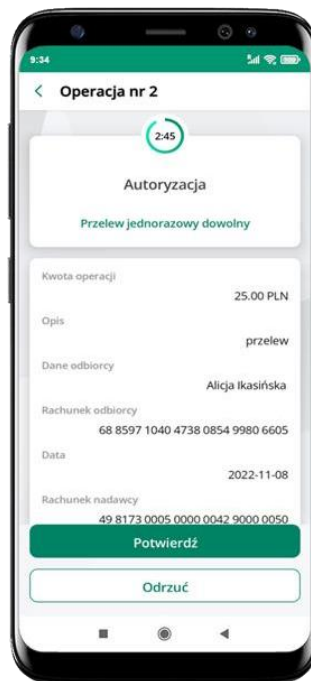 9:34
Operacja nr 2
2:45
Autoryzacja
Przelew jednorazowy dowolny
Kwota operacji
25.00 PLN
Opis
przelew
Dane odbiorcy
Alicja Ikasińska
Rachunek odbiorcy
68 8597 1040 4738 0854 9980 6605
Data
2022-11-08
Rachunek nadawcy
49 8173 0005 0000 0042 9000 0050
Potwierdź
Odrzuć